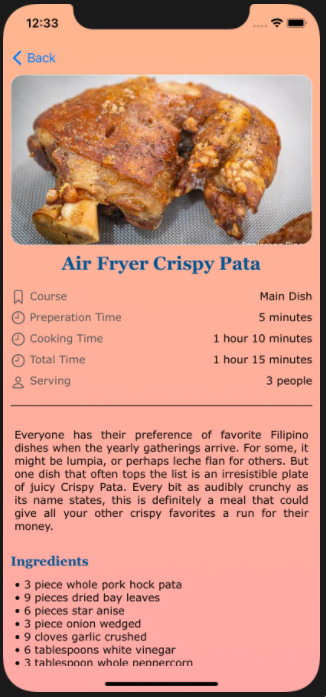 12:33
Back
Air Fryer Crispy Pata
Course Main Dish
Preperation Time 5 minutes
Cooking Time 1 hour 10 minutes
Total Time 1 hour 15 minutes
Serving 3 people
Everyone has their preference of favorite Filipino
dishes when the yearly gatherings arrive. For some, it
might be lumpia, or perhaps leche flan for others. But
one dish that often tops the list is an irresistible plate
of juicy Crispy Pata. Every bit as audibly crunchy as
its name states, this is definitely a meal that could
give all your other crispy favorites a run for their
money.
Ingredients
• 3 piece whole pork hock pata
• 9 pieces dried bay leaves
• 6 pieces star anise
• 3 piece onion wedged
• 9 cloves garlic crushed
• 6 tablespoons white vinegar
• 3 tablespoon whole peppercorn